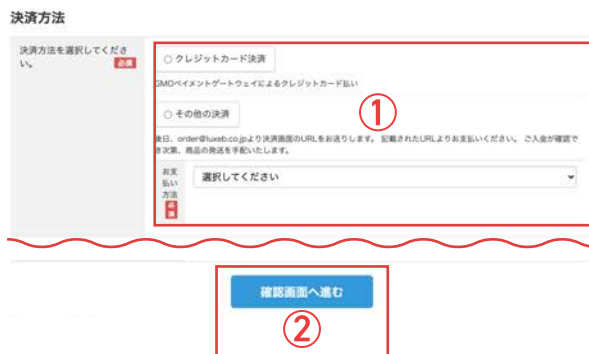 決済方法
決済方法を選択してくださ
い。 必須
クレジットカード決済
GMOペイメントゲートウェイによるクレジットカード払い
その他の決済
①
後日、order@luxeb.co.jpより決済画面のURLをお送りします。 記載されたURLよりお支払いください。 ご入金が確認で
き次第、商品の発送を手配いたします。
お支
払い
方法
必
須
選択してください
確認画面へ進む
②